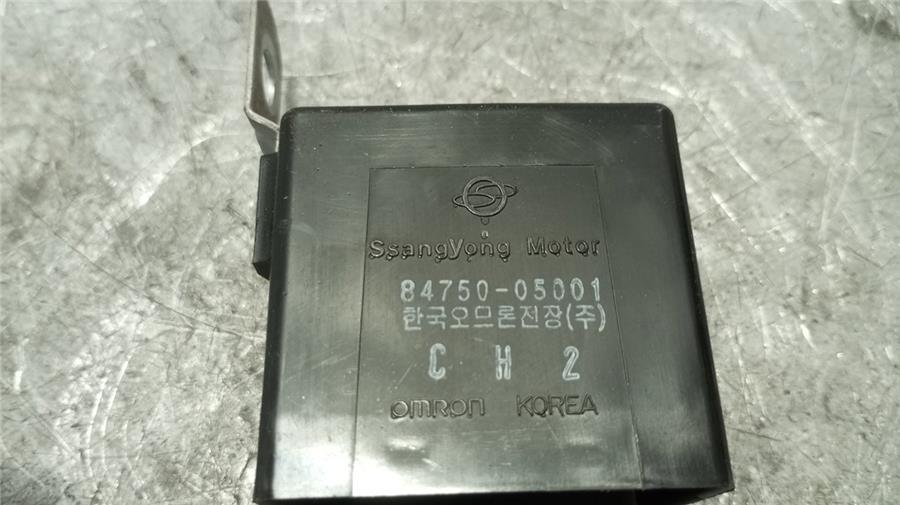 SsangYong Motor
84750-05001
한국오므론전장(주)
C H 2
OMRON KOREA